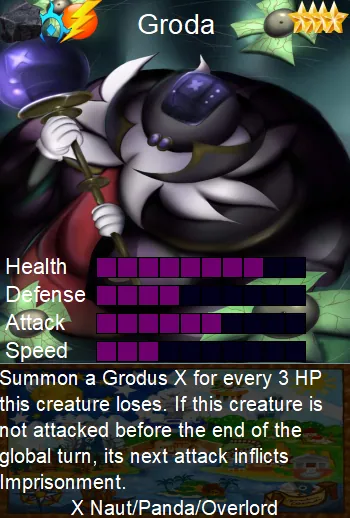 Groda
Health
Defense
Attack
Speed
Summon a Grodus X for every 3 HP
this creature loses. If this creature is
not attacked before the end of the
global turn, its next attack inflicts
Imprisonment.
X Naut/Panda/Overlord